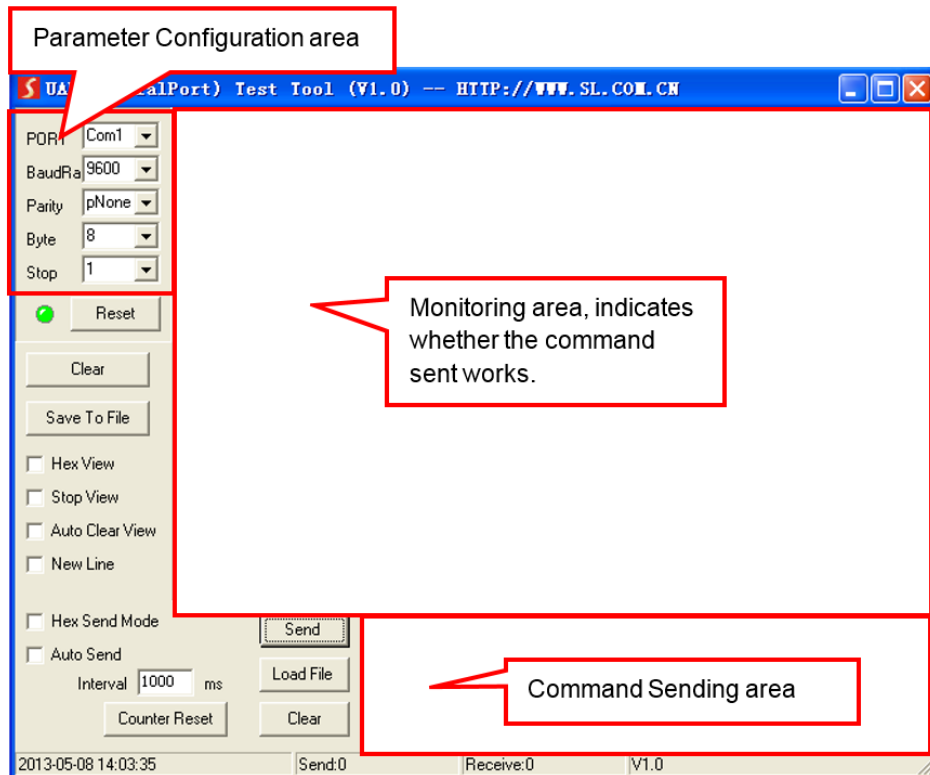 Parameter Configuration area
UA alPort) Test Tool (V1.0) -- HTTP://WWW.SL.COM.CN
PORT Com1
BaudRa 9600
Parity pNone
Byte 8
Stop 1
Reset
Clear
Save To File
Hex View
Stop View
Auto Clear View
New Line
Monitoring area, indicates
whether the command
sent works.
Hex Send Mode
Send
Auto Send
Interval 1000 ms
Load File
Counter Reset
Clear
Command Sending area
2013-05-08 14:03:35 Send:0 Receive:0 V1.0